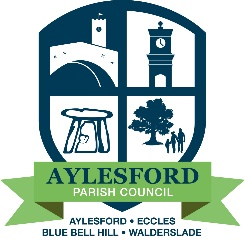 AYLESFORD
PARISH COUNCIL
AYLESFORD • ECCLES
BLUE BELL HILL • WALDERSLADE